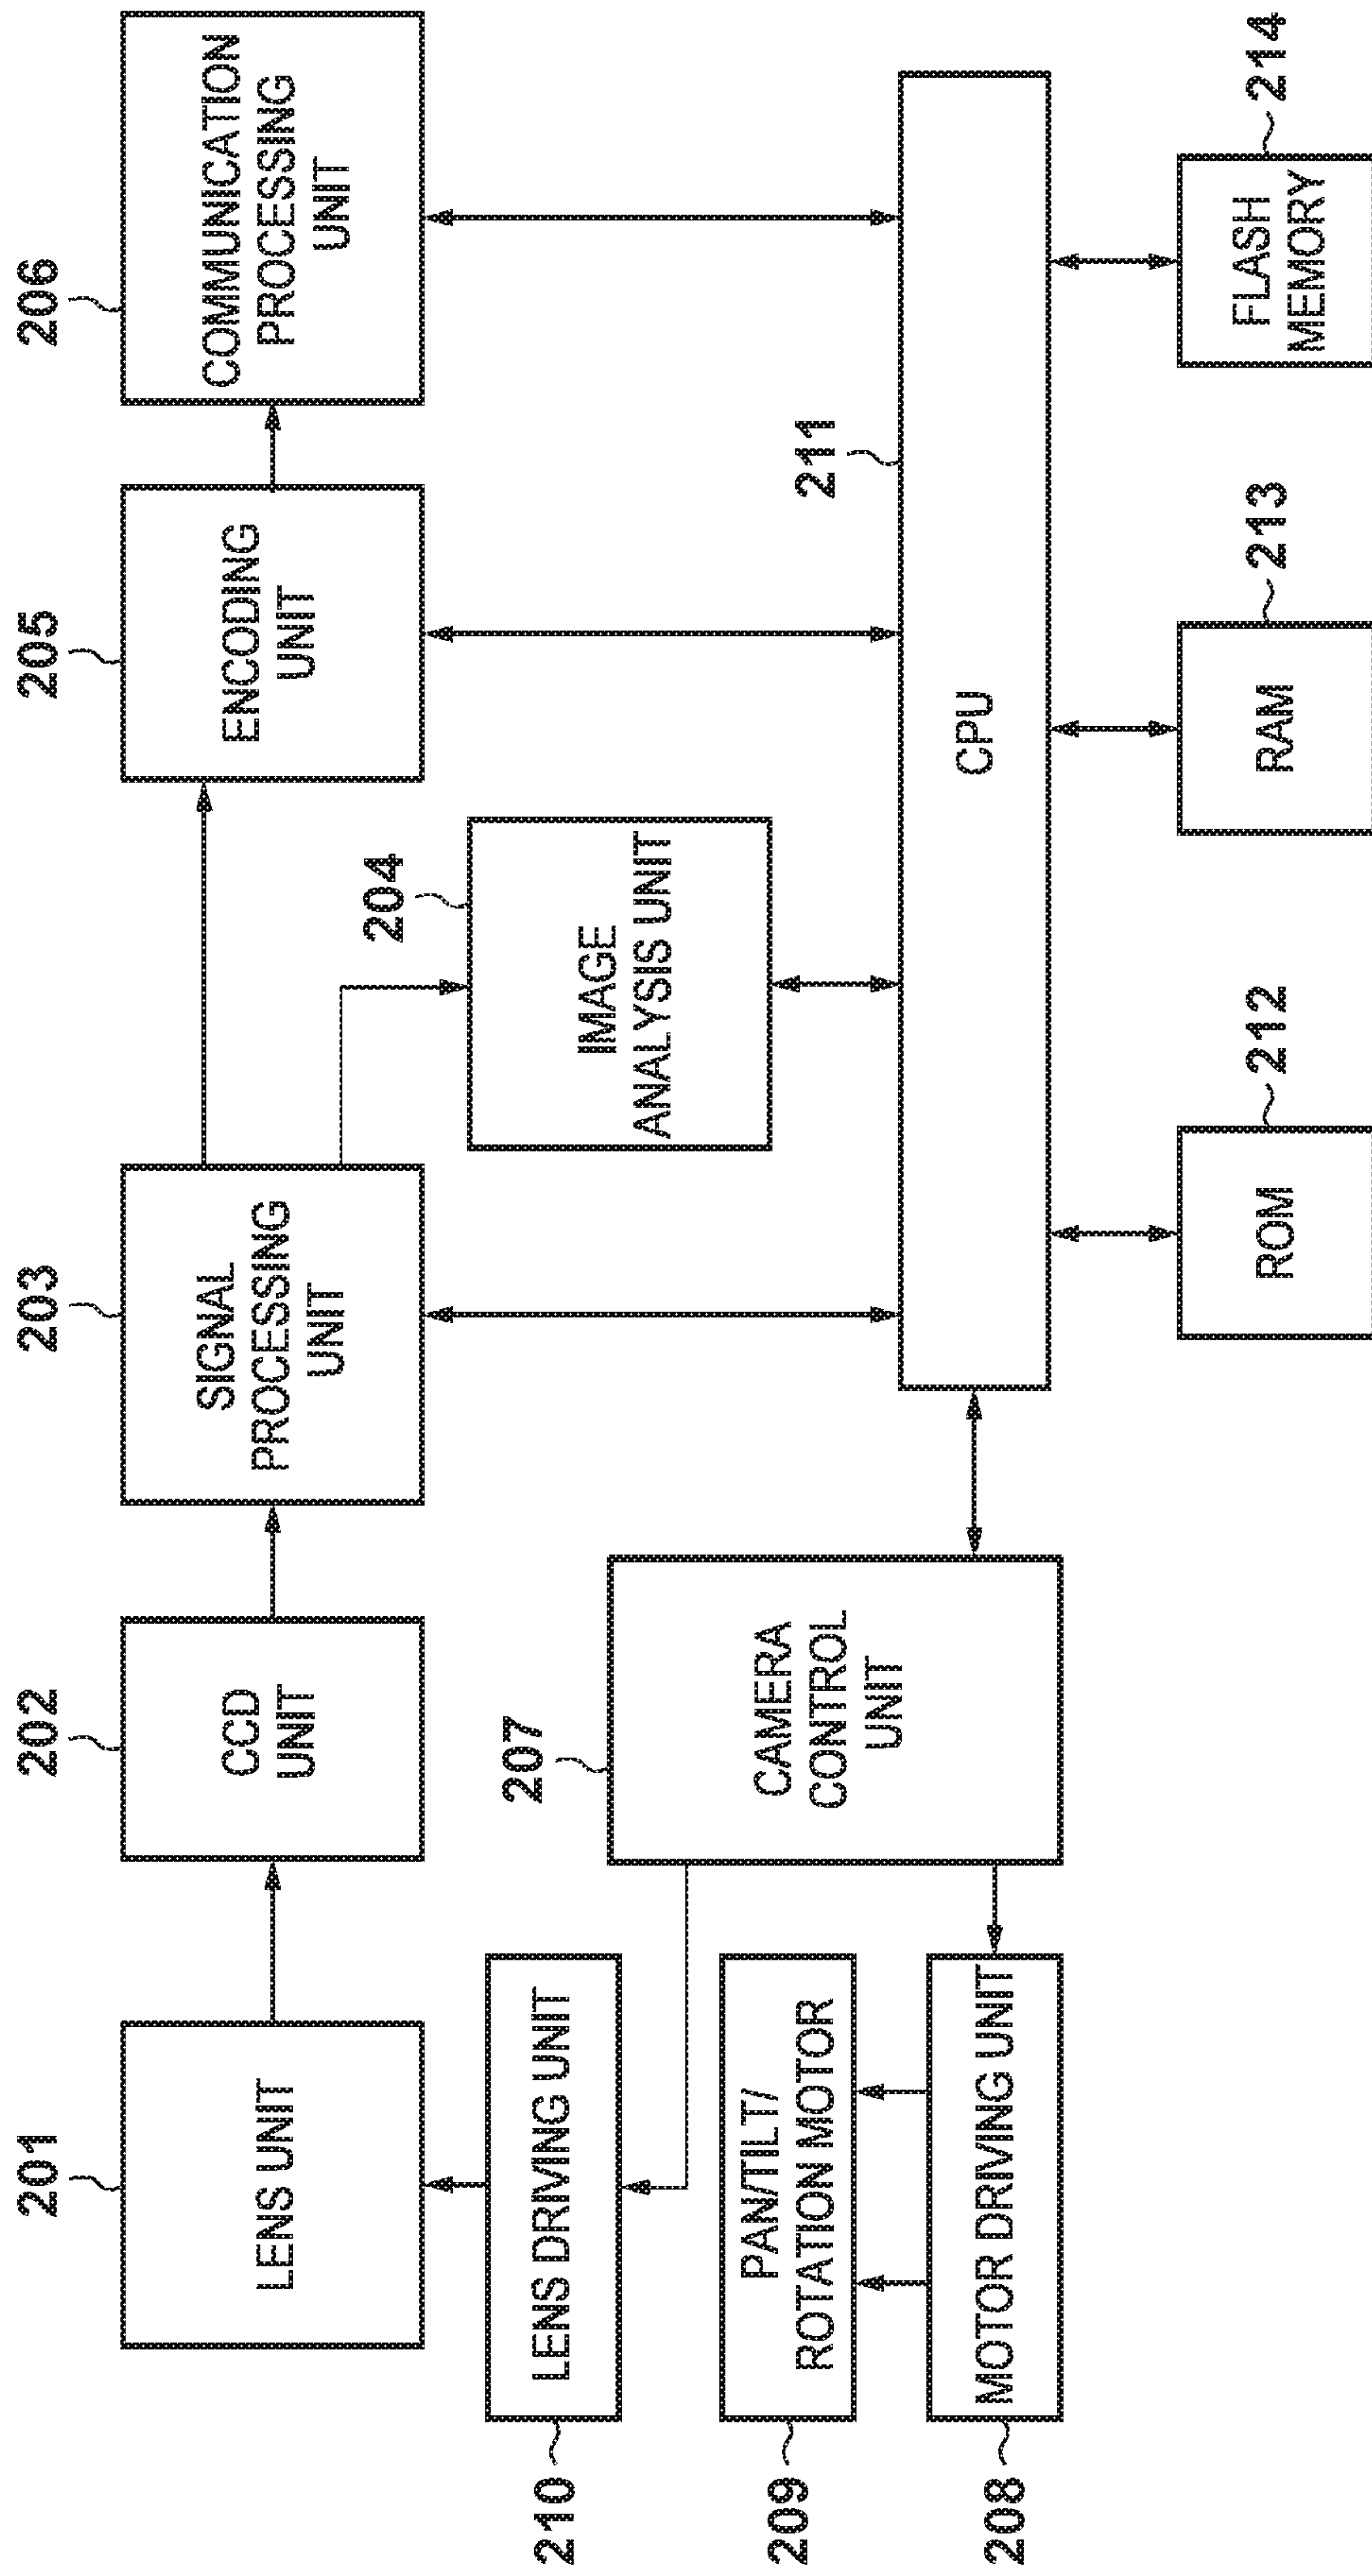 201
LENS UNIT
202
CCD
UNIT
203
SIGNAL
PROCESSING
UNIT
205
ENCODING
UNIT
206
COMMUNICATION
PROCESSING
UNIT
204
IMAGE
ANALYSIS UNIT
210
LENS DRIVING UNIT
207
CAMERA
CONTROL
UNIT
209
PAN/TILT/
ROTATION MOTOR
208
MOTOR DRIVING UNIT
211
CPU
ROM
212
RAM
213
FLASH
MEMORY
214